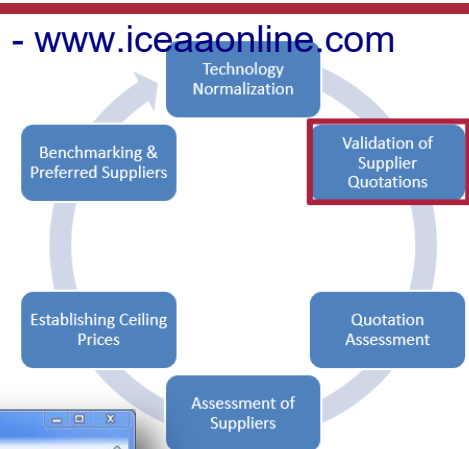 - www.iceaaonline.com
Technology
Normalization
Validation of
Supplier
Quotations
Quotation
Assessment
Assessment of
Suppliers
Establishing Ceiling
Prices
Benchmarking &
Preferred Suppliers